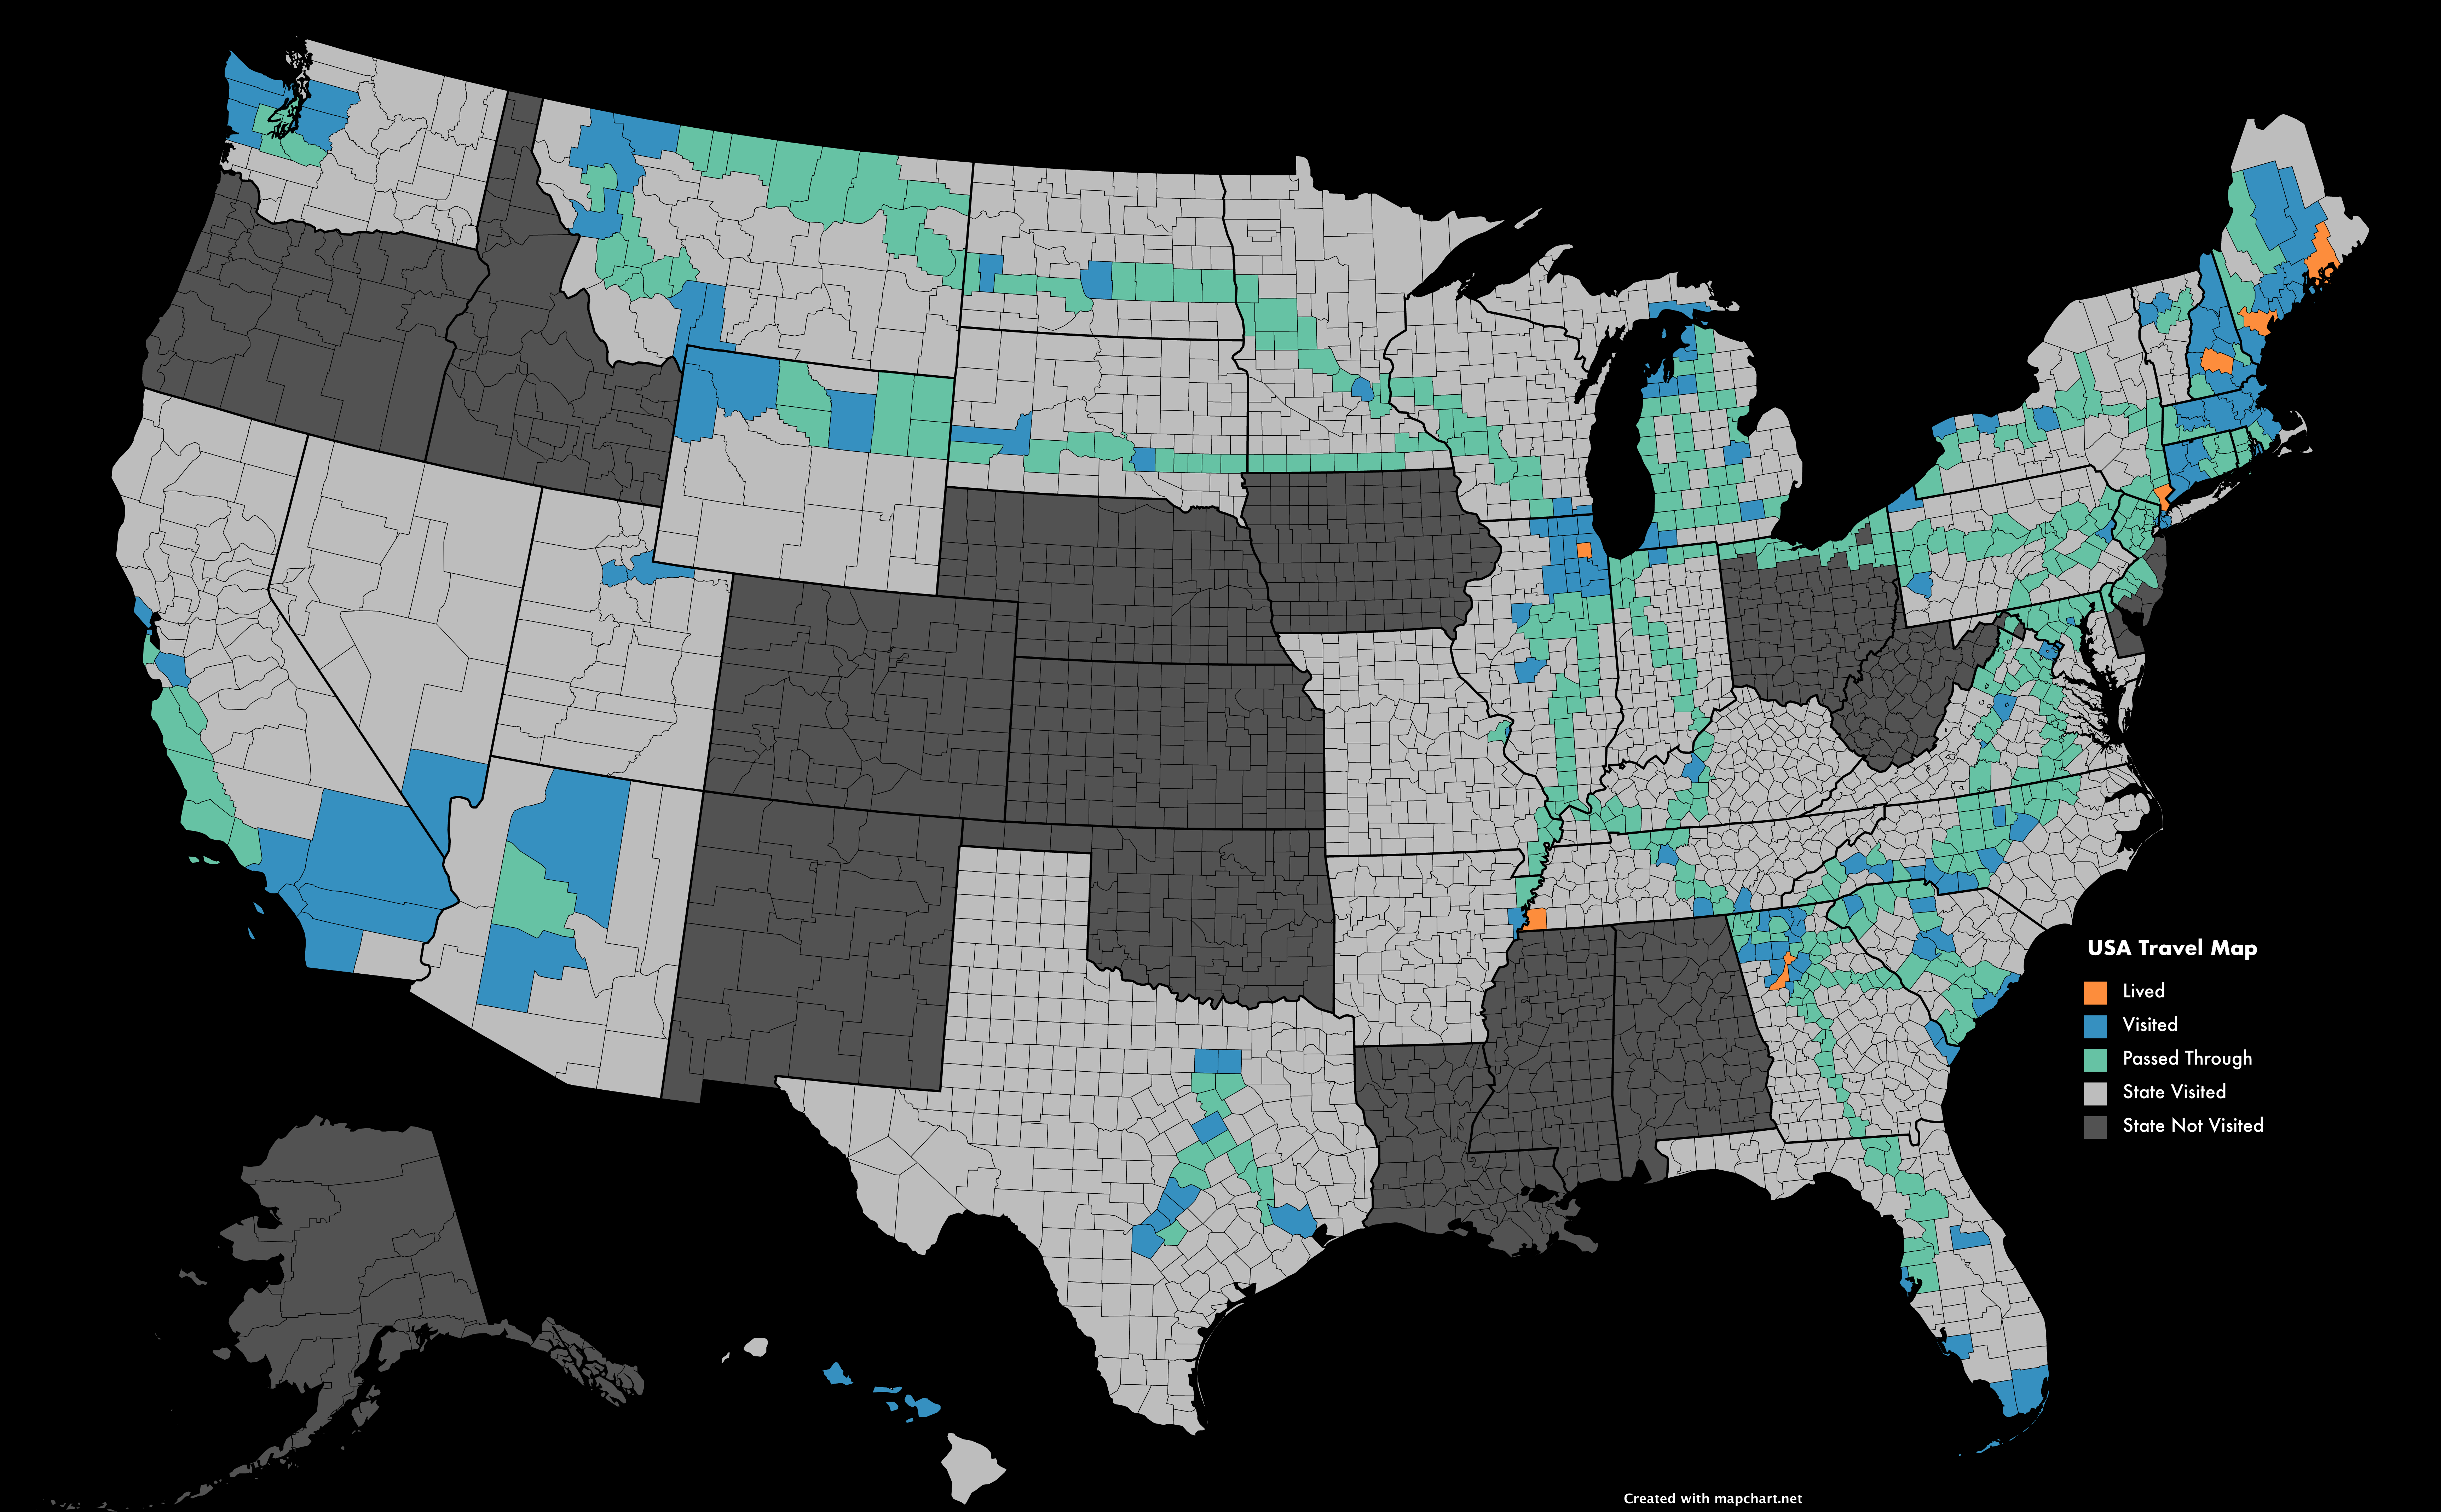 USA Travel Map
Lived
Visited
Passed Through
State Visited
State Not Visited
Created with mapchart.net